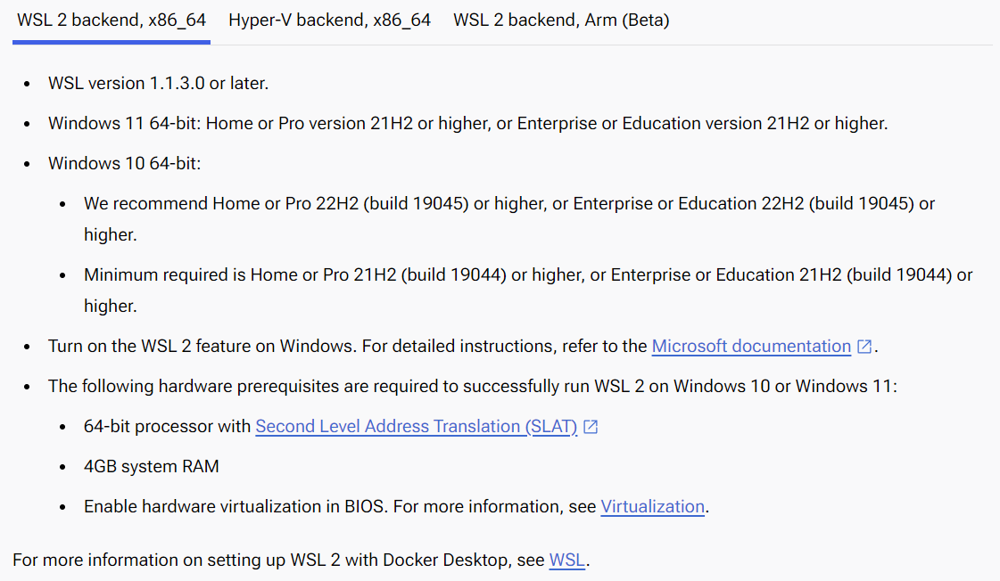 WSL 2 backend, x86_64 Hyper-V backend, x86_64 WSL 2 backend, Arm (Beta)
• WSL version 1.1.3.0 or later.
• Windows 11 64-bit: Home or Pro version 21H2 or higher, or Enterprise or Education version 21H2 or higher.
• Windows 10 64-bit:
• We recommend Home or Pro 22H2 (build 19045) or higher, or Enterprise or Education 22H2 (build 19045) or
higher.
• Minimum required is Home or Pro 21H2 (build 19044) or higher, or Enterprise or Education 21H2 (build 19044) or
higher.
• Turn on the WSL 2 feature on Windows. For detailed instructions, refer to the Microsoft documentation.
• The following hardware prerequisites are required to successfully run WSL 2 on Windows 10 or Windows 11:
• 64-bit processor with Second Level Address Translation (SLAT)
• 4GB system RAM
• Enable hardware virtualization in BIOS. For more information, see Virtualization.
For more information on setting up WSL 2 with Docker Desktop, see WSL.